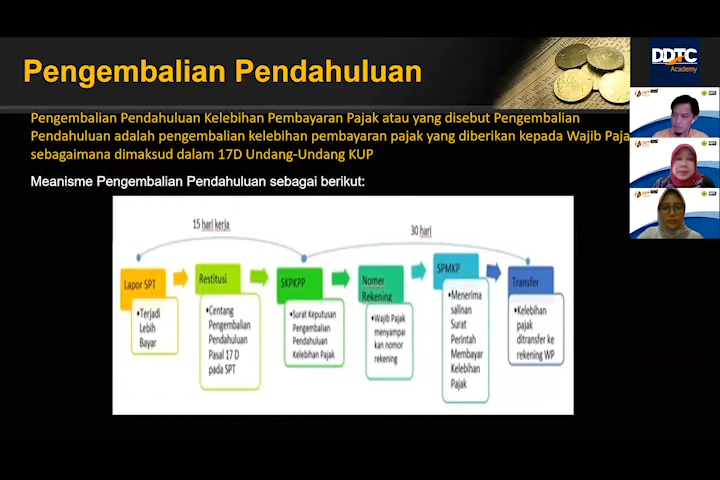 Pengembalian Pendahuluan
DDTC
Academy
Pengembalian Pendahuluan Kelebihan Pembayaran Pajak atau yang disebut Pengembalian
Pendahuluan adalah pengembalian kelebihan pembayaran pajak yang diberikan kepada Wajib Paja
sebagaimana dimaksud dalam 17D Undang-Undang KUP
Meanisme Pengembalian Pendahuluan sebagai berikut:
15 hari kerja
30 hari
Lapor SPT
•Terjadi
Lebih
Bayar
Restitusi
•Centang
Pengembalian
Pendahuluan
Pasal 17 D
pada SPT
SKPKPP
•Surat Keputusan
Pengembalian
Pendahuluan
Kelebihan Pajak
Nomer
Rekening
•Wajib Pajak
menyampai
kan nomor
rekening
SPMKP
•Menerima
salinan
Surat
Perintah
Membayar
Kelebihan
Pajak
Transfer
•Kelebihan
pajak
ditransfer ke
rekening WP